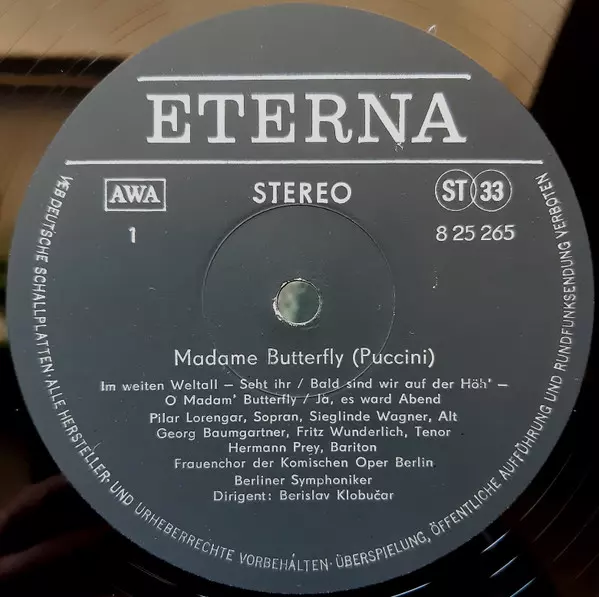 ETERNA
AWA
STEREO
ST 33
1
8 25 265
Madame Butterfly (Puccini)
Im weiten Weltall – Seht ihr / Bald sind wir auf der Höh' –
O Madam' Butterfly / Ja, es ward Abend
Pilar Lorengar, Sopran, Sieglinde Wagner, Alt
Georg Baumgartner, Fritz Wunderlich, Tenor
Hermann Prey, Bariton
Frauenchor der Komischen Oper Berlin
Berliner Symphoniker
Dirigent: Berislav Klobučar
VEB DEUTSCHE SCHALLPLATTEN · ALLE HERSTELLER- UND URHEBERRECHTE VORBEHALTEN · ÜBERSPIELUNG, ÖFFENTLICHE AUFFÜHRUNG UND RUNDFUNKSENDUNG VERBOTEN